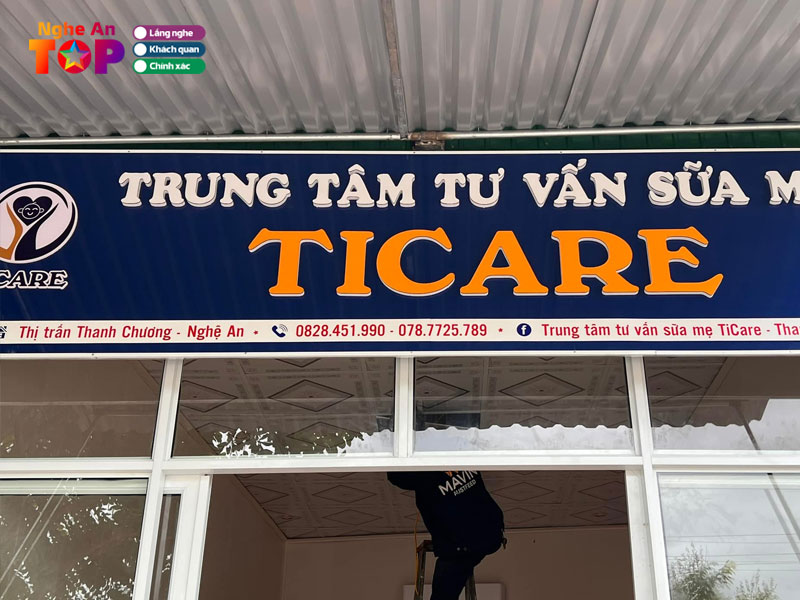 Nghe An
TOP
Lắng nghe
Khách quan
Chính xác
TRUNG TÂM TƯ VẤN SỮA M
TICARE
CARE
Thị trấn Thanh Chương - Nghệ An * 0828.451.990 - 078.7725.789 * Trung tâm tư vấn sữa mẹ TiCare - Tha
MAVIN
AUSTFEED